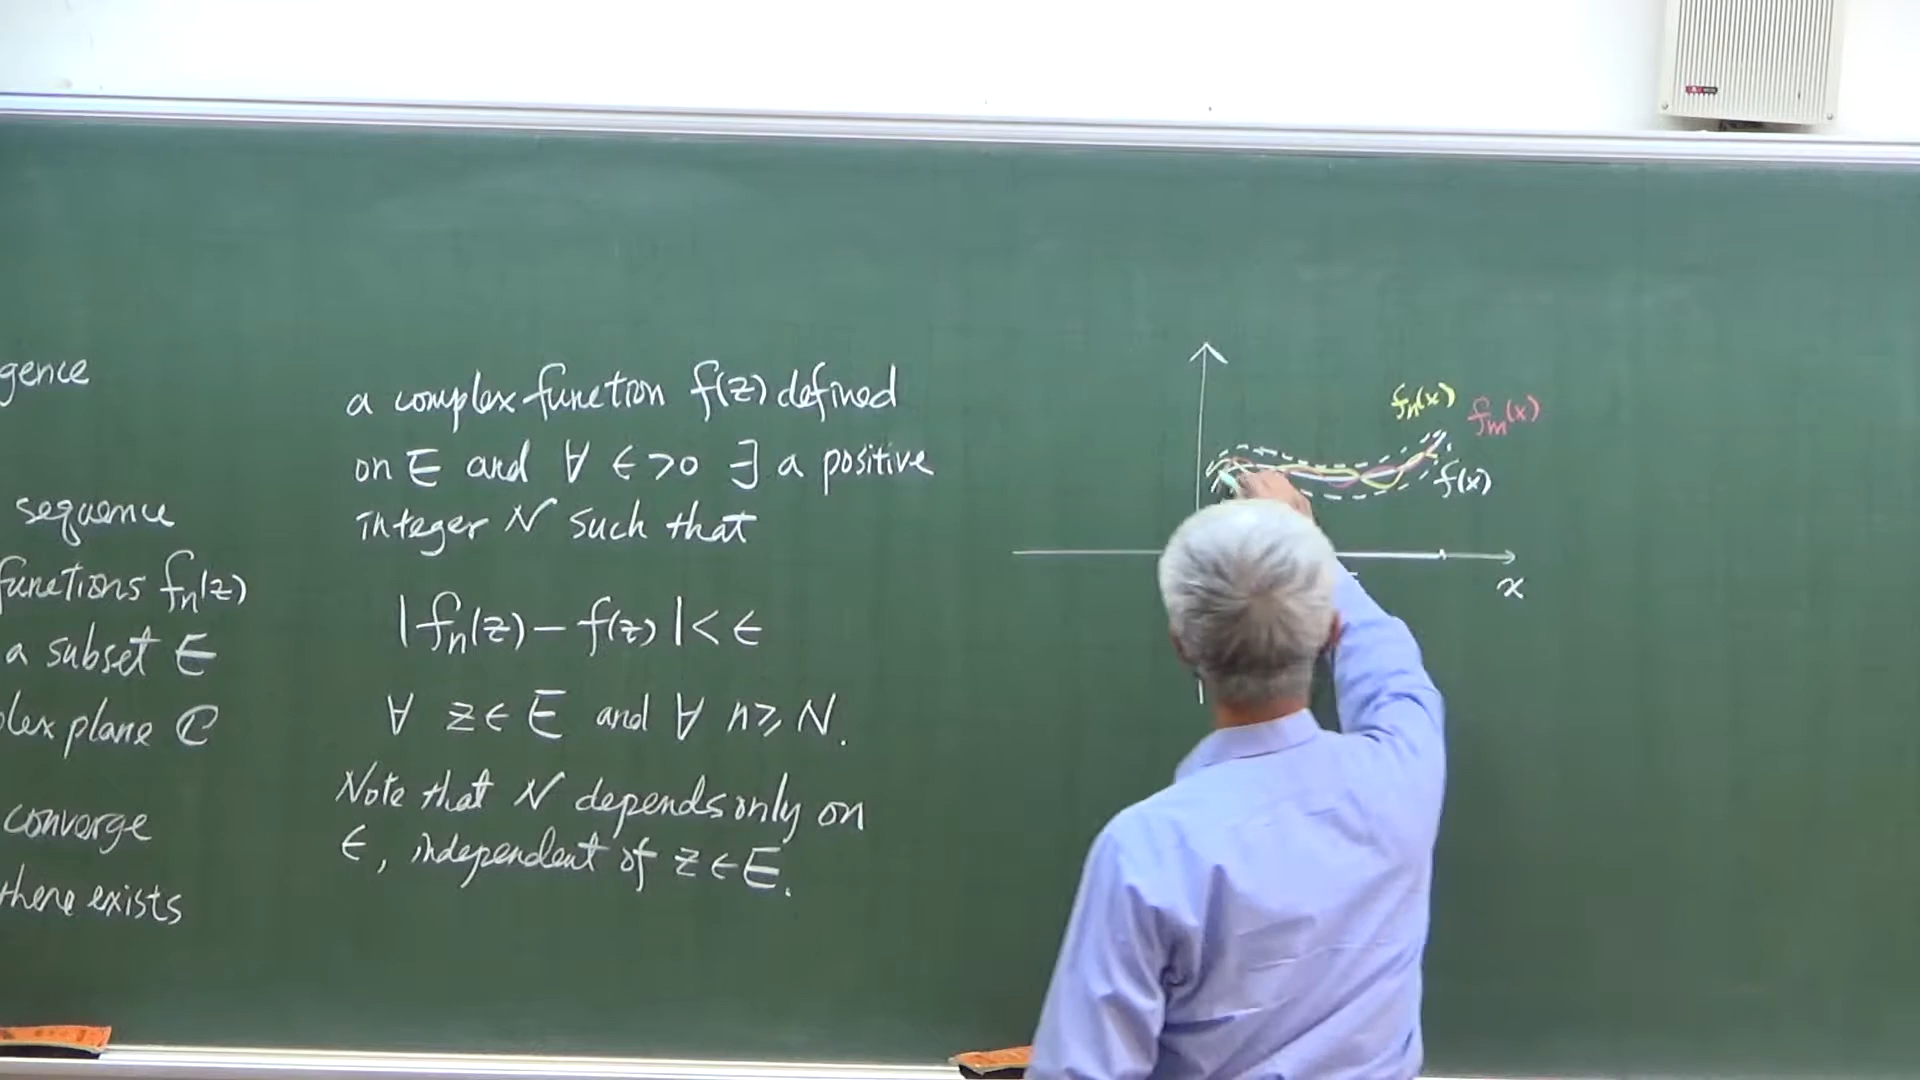 gence
sequence
functions fn(z)
a subset E
lex plane ℂ
converge
there exists
a complex function f(z) defined
on E and ∀ ϵ>0 ∃ a positive
integer N such that
|fn(z) - f(z)| < ϵ
∀ z ∈ E and ∀ n ≥ N.
Note that N depends only on
ϵ, independent of z ∈ E.
fn(x) fm(x)
f(x)
x